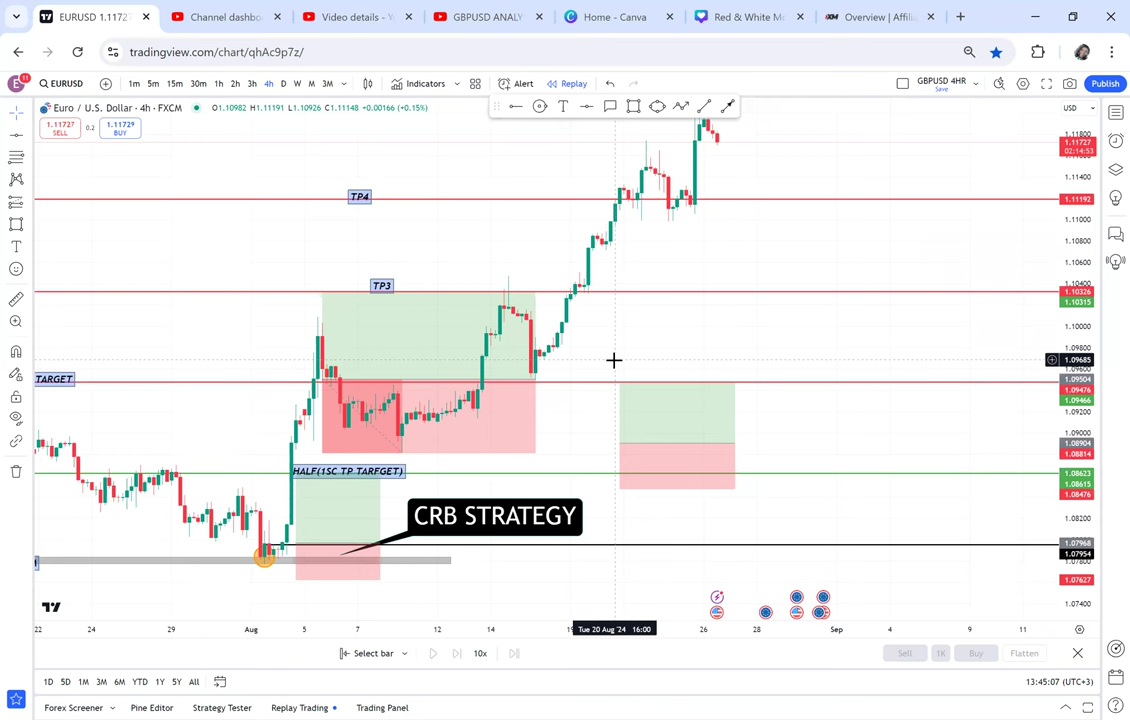 EURUSD 1.1172
Channel dashbo
Video details - Y
GBPUSD ANALY
Home - Canva
Red & White Mo
XM
Overview | Affilia
tradingview.com/chart/qhAc9p7z/
E
11
EURUSD
1m 5m 15m 30m 1h 2h 3h 4h D W M 3M
Indicators
Alert
Replay
GBPUSD 4HR
Save
Publish
Euro / U.S. Dollar · 4h · FXCM
O1.10982 H1.11191 L1.10926 C1.11148 +0.00166 (+0.15%)
USD
1.11727
SELL
0.2
1.11729
BUY
T
T
1.11800
1.11727
02:14:53
TP4
1.11192
1.11000
1.10800
1.10600
1.10400
TP3
1.10326
1.10315
1.10000
1.09800
1.09685
1.09600
TARGET
1.09504
1.09476
1.09466
1.09200
1.09000
1.08904
1.08814
HALF(1SC TP TARFGET)
1.08623
1.08615
1.08476
CRB STRATEGY
1.08200
1.07968
1.07954
1.07800
1.07627
1.07400
22 24 29 Aug 5 7 12 14 19 Tue 20 Aug '24 16:00 26 28 Sep 4 9 11
Select bar
10x
Sell
1K
Buy
Flatten
1D 5D 1M 3M 6M YTD 1Y 5Y All
13:45:07 (UTC+3)
Forex Screener
Pine Editor
Strategy Tester
Replay Trading
Trading Panel